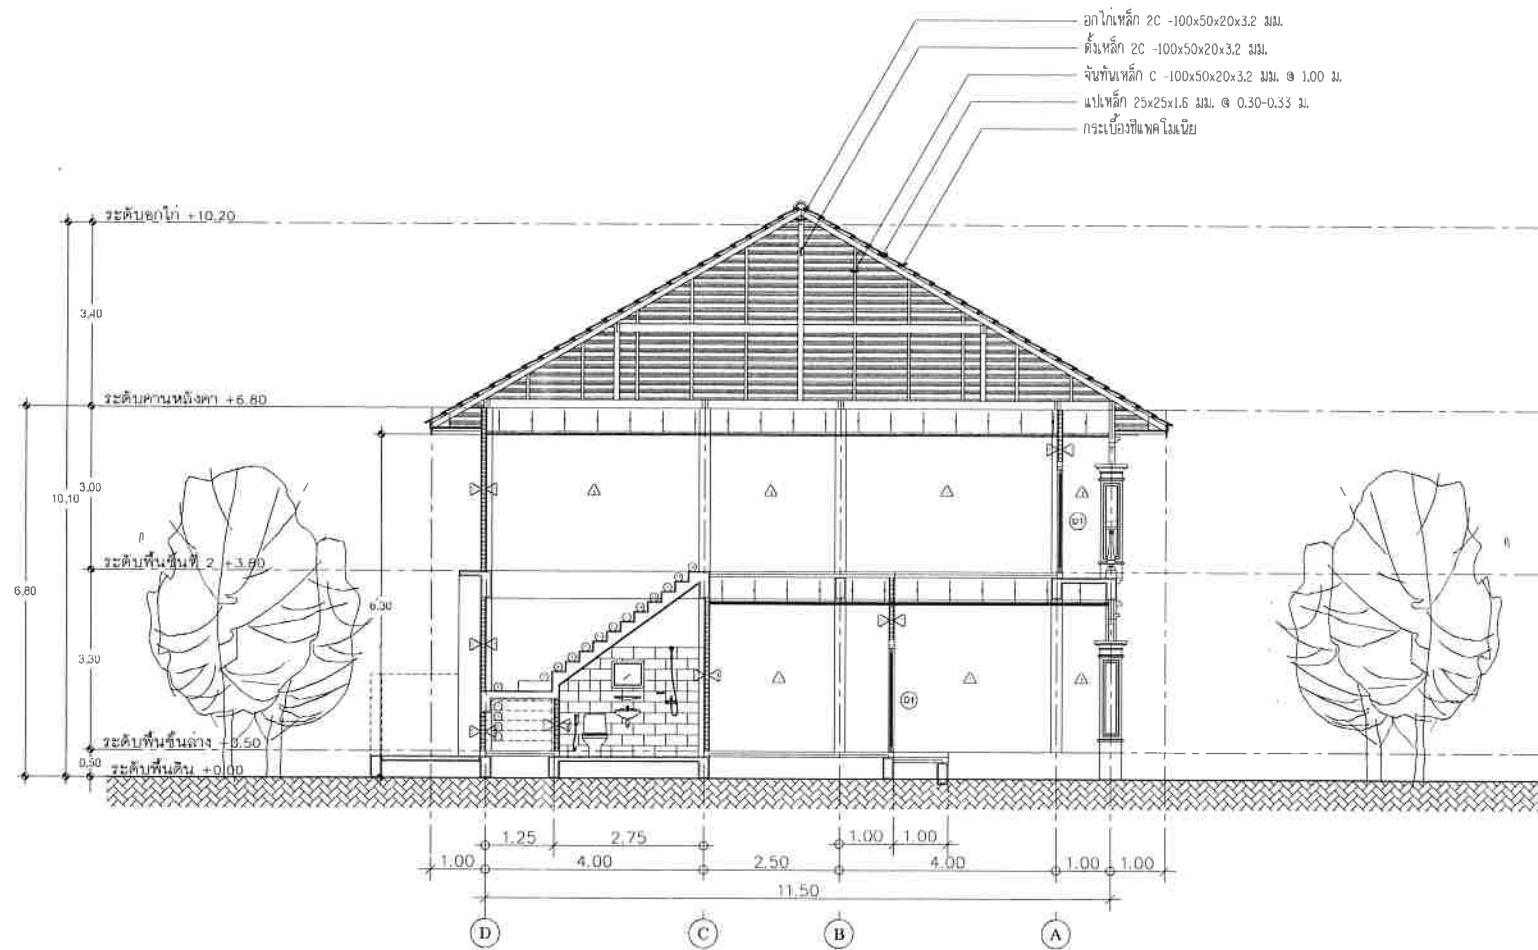 อกไก่เหล็ก 2C -100x50x20x3.2 มม.
ดั้งเหล็ก 2C -100x50x20x3.2 มม.
จันทันเหล็ก C -100x50x20x3.2 มม. @ 1.00 ม.
แปเหล็ก 25x25x1.6 มม. @ 0.30-0.33 ม.
กระเบื้องซีแพคโมเนีย
ระดับอกไก่ +10.20
3.40
ระดับคานหลังคา +6.80
10.10
3.00
D1
ระดับพื้นชั้นที่ 2 +3.80
6.80
6.30
3.30
D1
ระดับพื้นชั้นล่าง +0.50
0.50
ระดับพื้นดิน +0.00
1.25
2.75
1.00
1.00
1.00
4.00
2.50
4.00
1.00
1.00
11.50
D
C
B
A